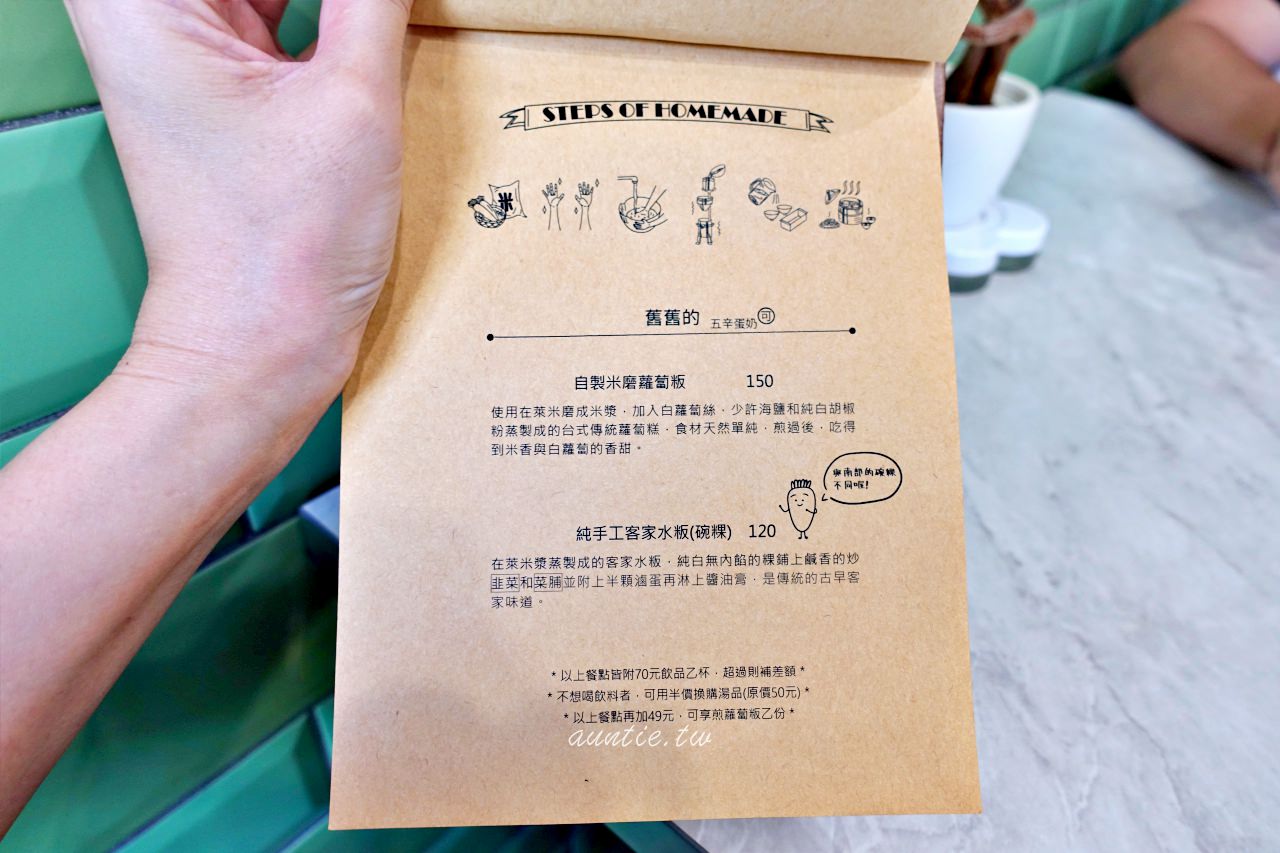 STEPS OF HOMEMADE
米
舊舊的 五辛蛋奶可
自製米磨蘿蔔粄 150
使用在萊米磨成米漿，加入白蘿蔔絲，少許海鹽和純白胡椒
粉蒸製成的台式傳統蘿蔔糕，食材天然單純，煎過後，吃得
到米香與白蘿蔔的香甜。
與南部的碗粿
不同喔!
純手工客家水粄(碗粿) 120
在萊米漿蒸製成的客家水粄，純白無內餡的粿鋪上鹹香的炒
韭菜和菜脯並附上半顆滷蛋再淋上醬油膏，是傳統的古早客
家味道。
* 以上餐點皆附70元飲品乙杯，超過則補差額 *
* 不想喝飲料者，可用半價換購湯品(原價50元) *
* 以上餐點再加49元，可享煎蘿蔔粄乙份 *
auntie.tw